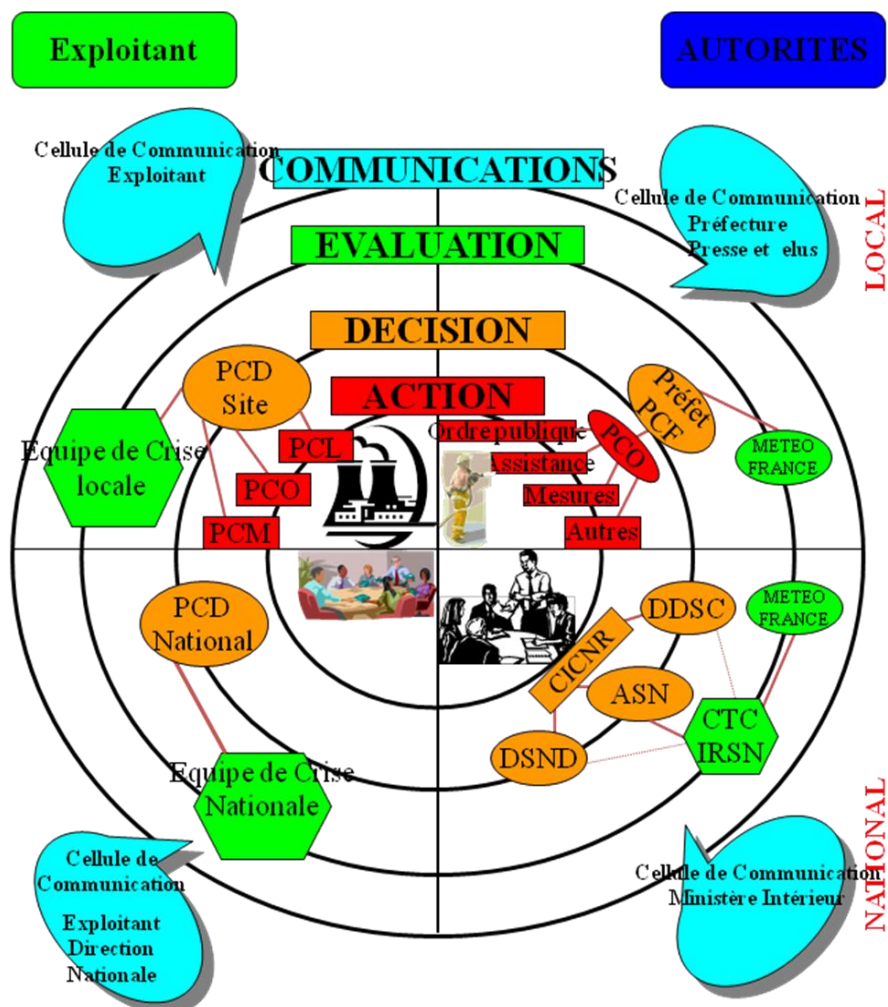 Exploitant
AUTORITES
Cellule de Communication
Exploitant
COMMUNICATIONS
Cellule de Communication
Préfecture
Presse et elus
LOCAL
EVALUATION
DECISION
PCD
Site
ACTION
Préfet
PCF
Ordre publique
PCO
PCL
Equipe de Crise
locale
Assistance
METEO
FRANCE
PCO
Mesures
PCM
Autres
PCD
National
DDSC
METEO
FRANCE
CICNR
ASN
CTC
IRSN
DSND
Equipe de Crise
Nationale
NATIONAL
Cellule de
Communication
Exploitant
Direction
Nationale
Cellule de Communication
Ministère Intérieur